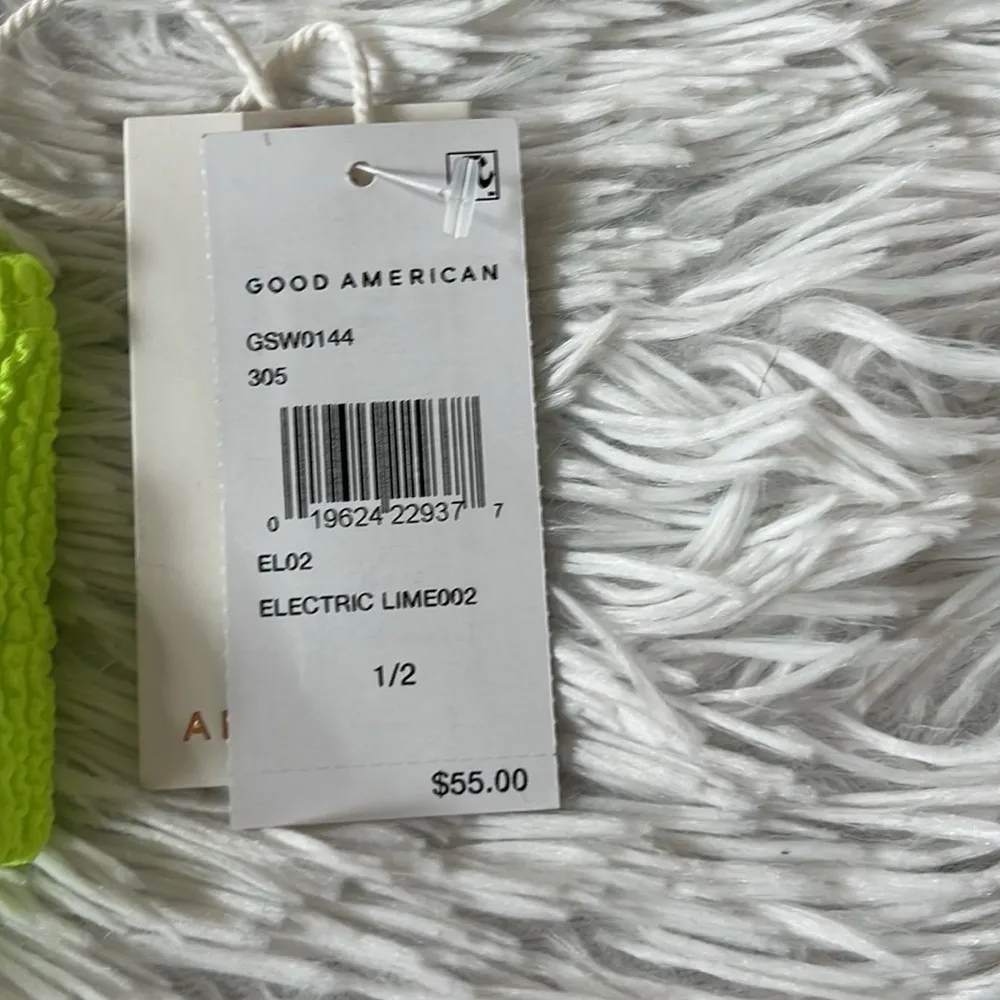 GOOD AMERICAN
GSW0144
305
0 19624 22937 7
EL02
ELECTRIC LIME002
1/2
$55.00
A